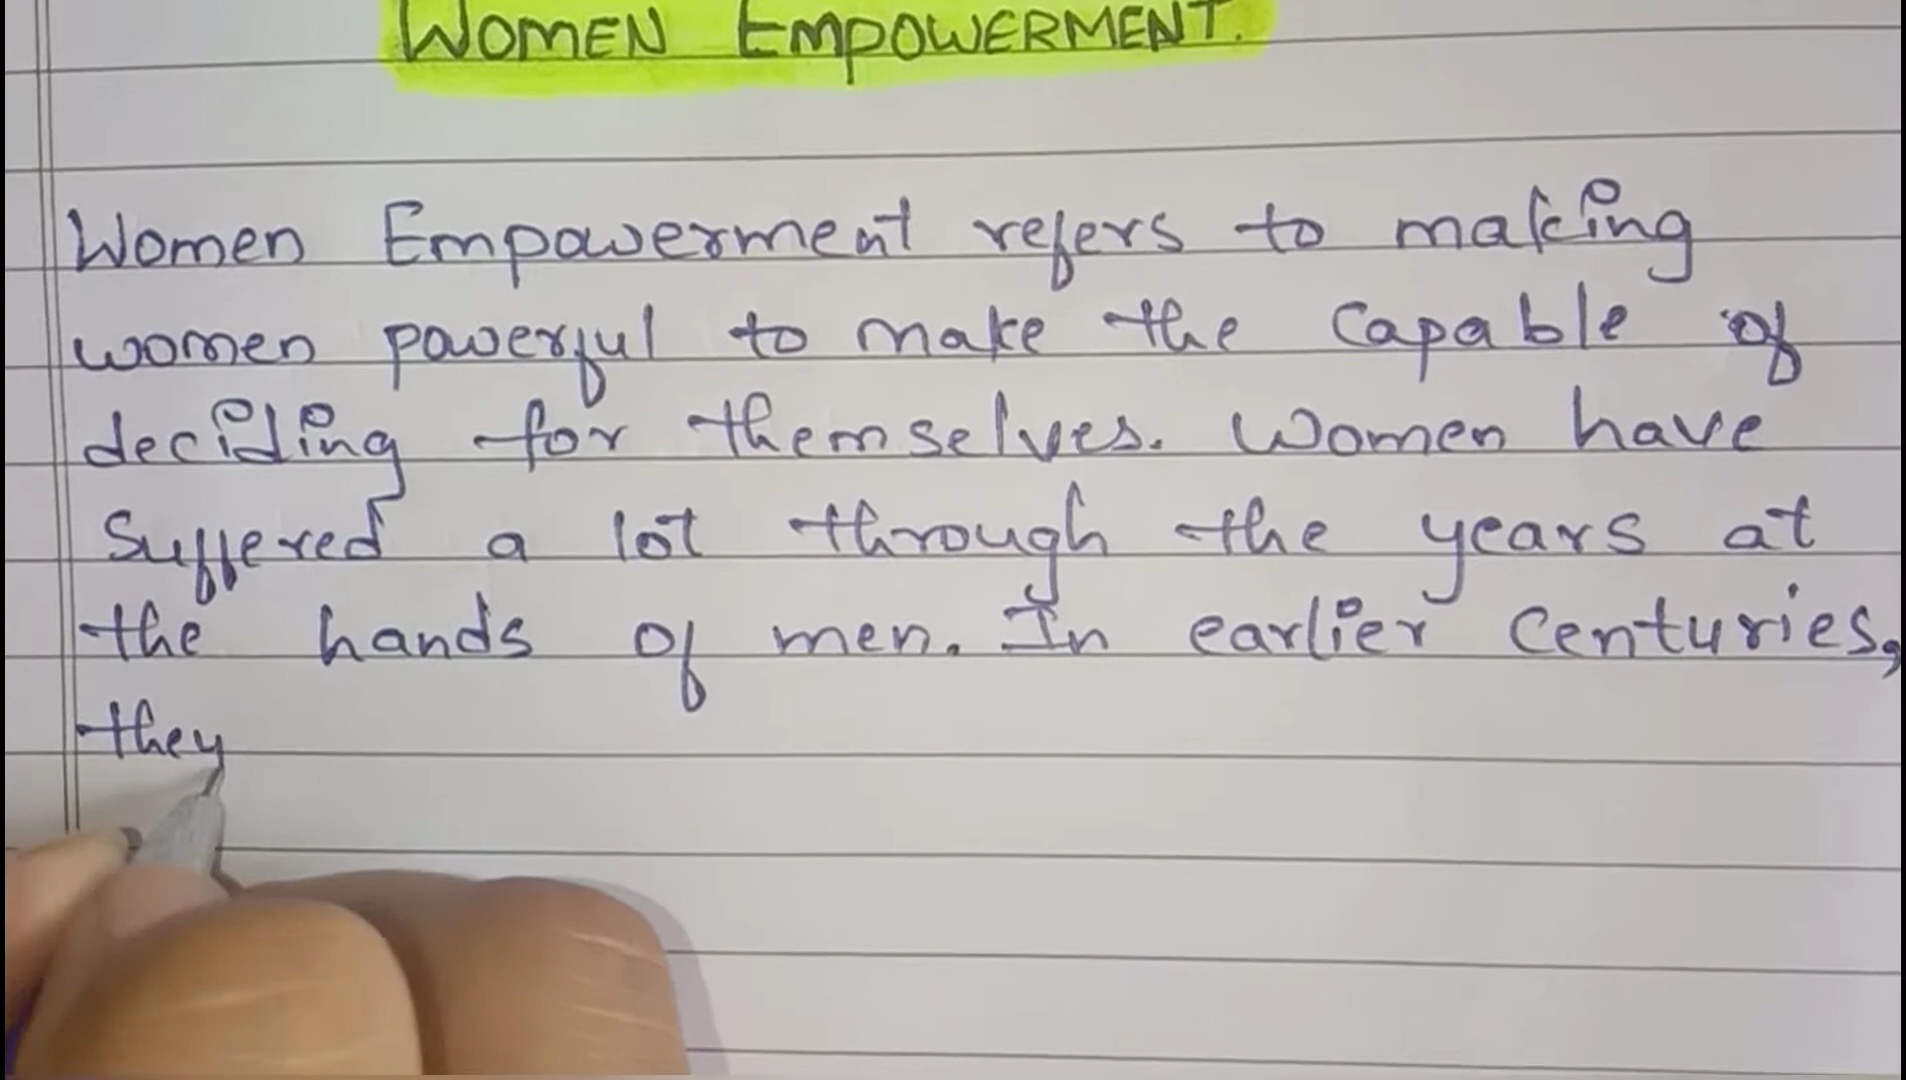 WOMEN EMPOWERMENT.
Women Empowerment refers to making
women powerful to make the capable of
deciding for themselves. Women have
Suffered a lot through the years at
the hands of men. In earlier Centuries,
they